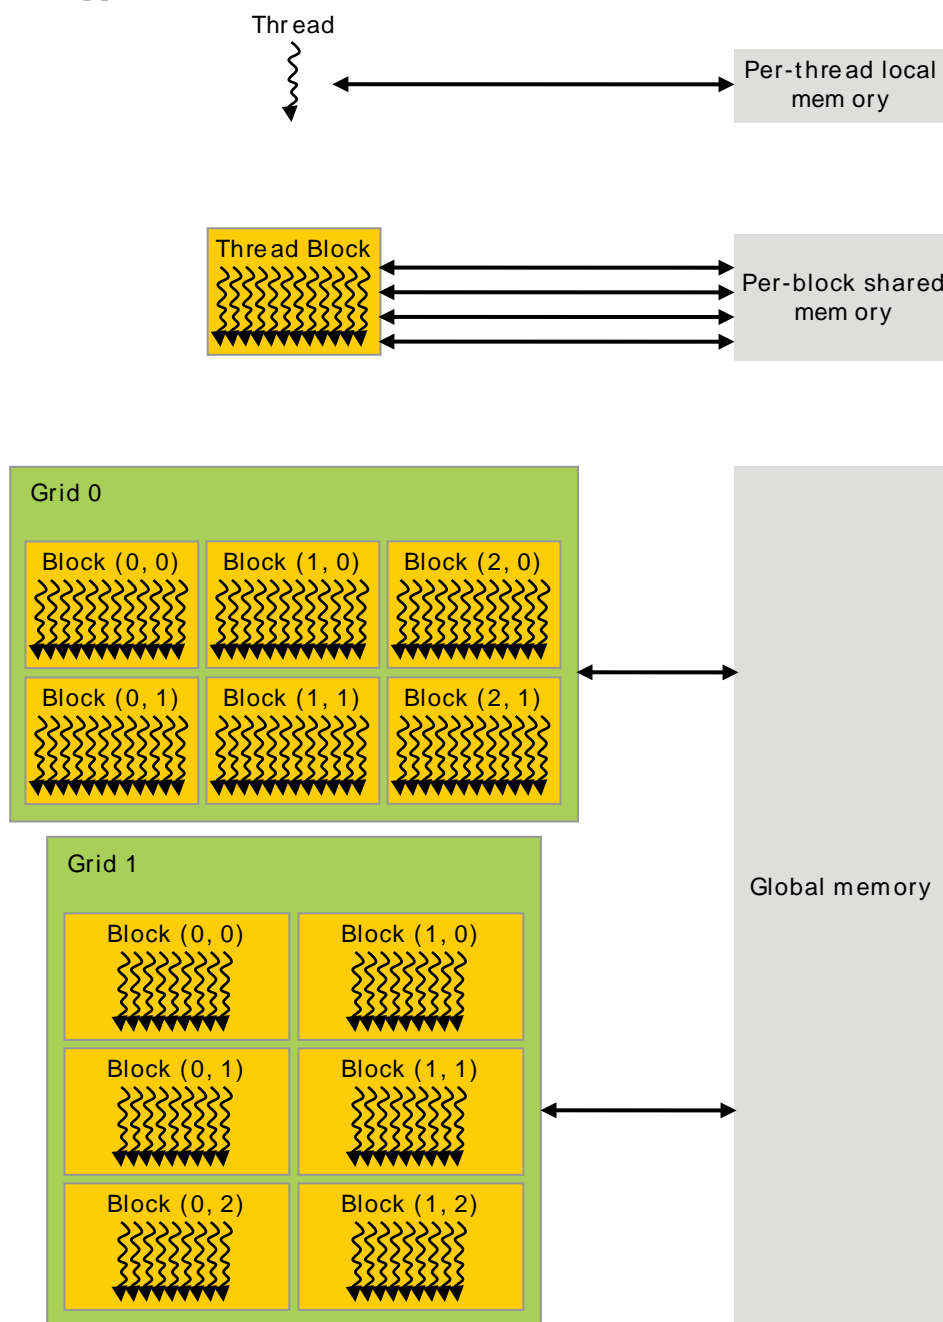 Thread
Per-thread local
memory
Thread Block
Per-block shared
memory
Grid 0
Block (0, 0)
Block (1, 0)
Block (2, 0)
Block (0, 1)
Block (1, 1)
Block (2, 1)
Grid 1
Global memory
Block (0, 0)
Block (1, 0)
Block (0, 1)
Block (1, 1)
Block (0, 2)
Block (1, 2)